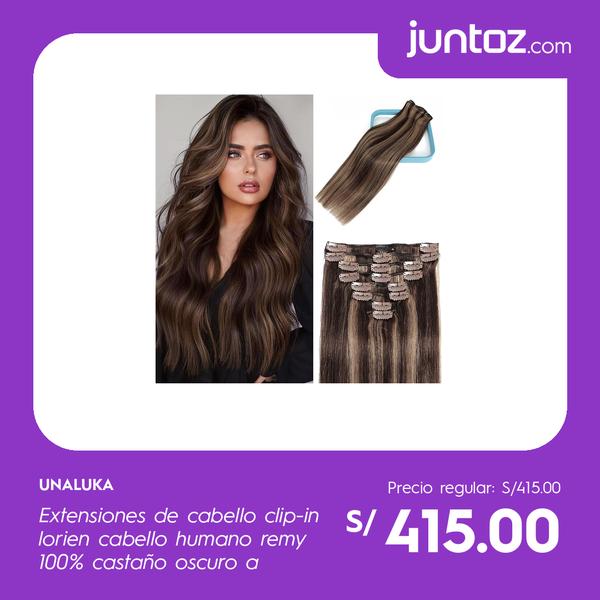 juntoz.com
UNALUKA
Extensiones de cabello clip-in
lorien cabello humano remy
100% castaño oscuro a
Precio regular: S/415.00
S/ 415.00